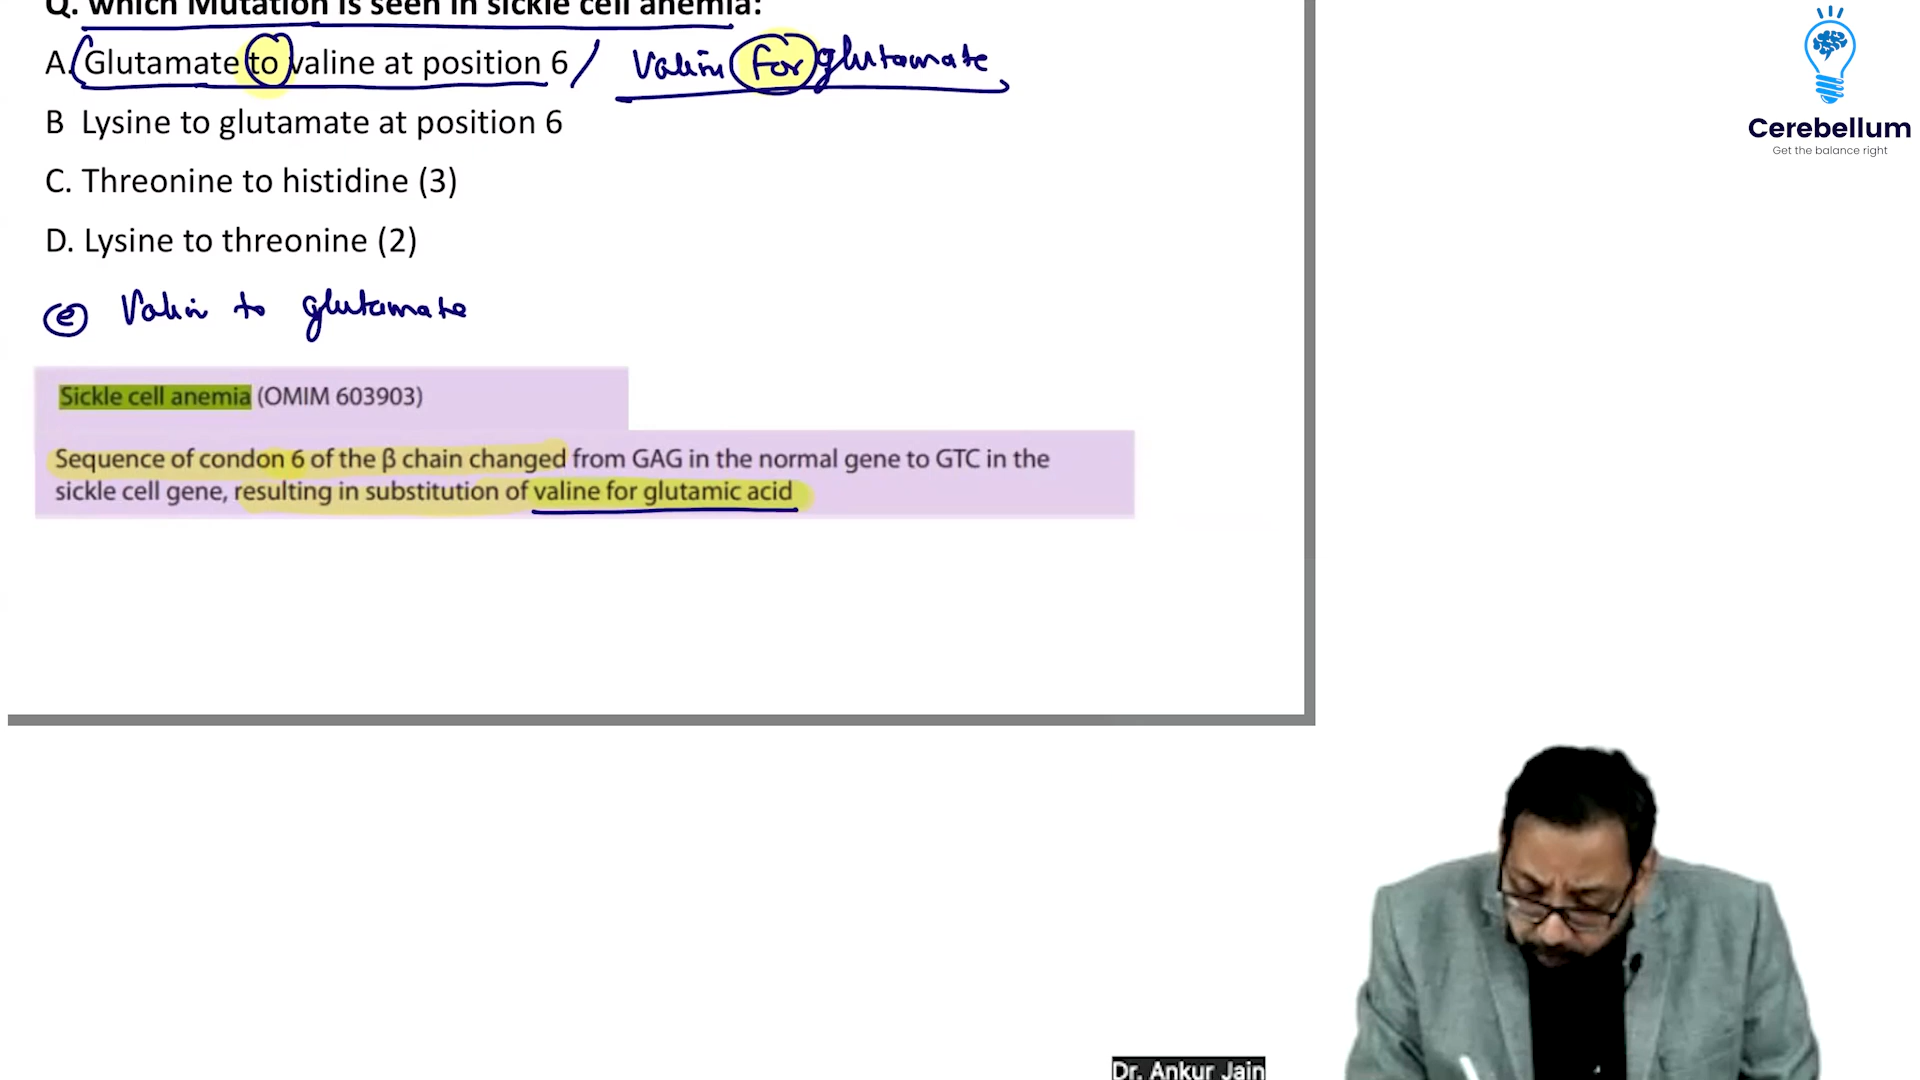 Q. Which Mutation is seen in sickle cell anemia:
A. Glutamate to valine at position 6 / Valin for glutamate
B Lysine to glutamate at position 6
C. Threonine to histidine (3)
D. Lysine to threonine (2)
e Valin to glutamate
Sickle cell anemia (OMIM 603903)
Sequence of condon 6 of the β chain changed from GAG in the normal gene to GTC in the
sickle cell gene, resulting in substitution of valine for glutamic acid
Cerebellum
Get the balance right
Dr. Ankur Jain